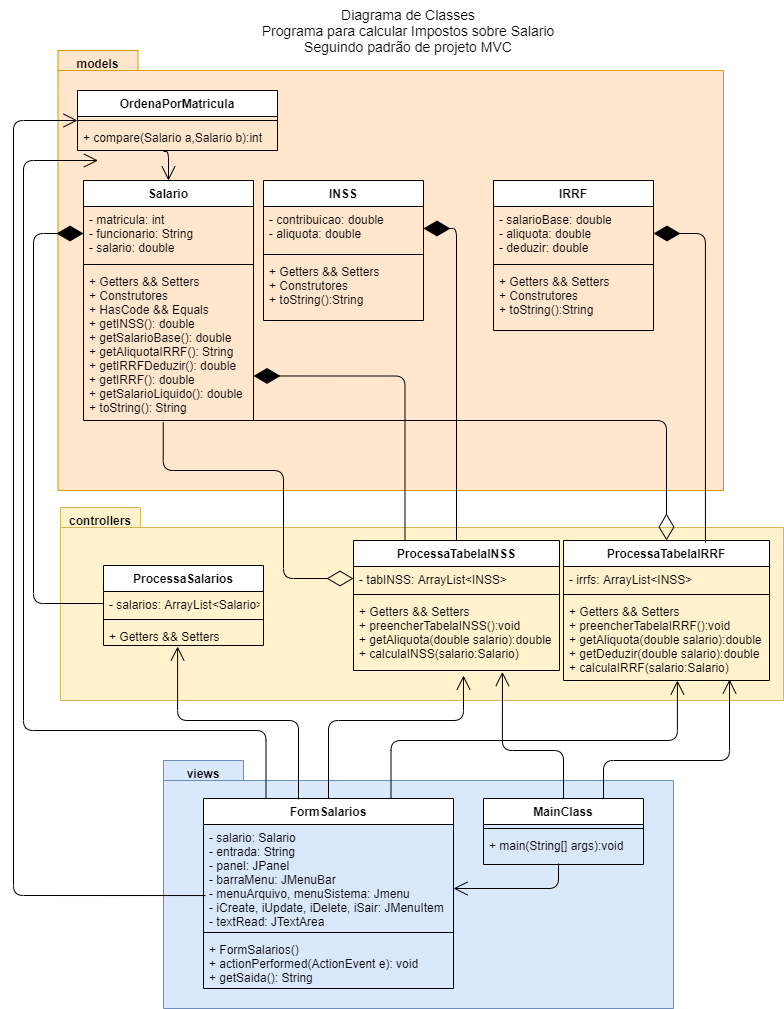 Diagrama de Classes
Programa para calcular Impostos sobre Salario
Seguindo padrão de projeto MVC
models
OrdenaPorMatricula
+ compare(Salario a,Salario b):int
Salario
- matricula: int
- funcionario: String
- salario: double
+ Getters && Setters
+ Construtores
+ HasCode && Equals
+ getINSS(): double
+ getSalarioBase(): double
+ getAliquotaIRRF(): String
+ getIRRFDeduzir(): double
+ getIRRF(): double
+ getSalarioLiquido(): double
+ toString(): String
INSS
- contribuicao: double
- aliquota: double
+ Getters && Setters
+ Construtores
+ toString():String
IRRF
- salarioBase: double
- aliquota: double
- deduzir: double
+ Getters && Setters
+ Construtores
+ toString():String
controllers
ProcessaSalarios
- salarios: ArrayList<Salario>
+ Getters && Setters
ProcessaTabelaINSS
- tabINSS: ArrayList<INSS>
+ Getters && Setters
+ preencherTabelaINSS():void
+ getAliquota(double salario):double
+ calculaINSS(salario:Salario)
ProcessaTabelaIRRF
- irrfs: ArrayList<INSS>
+ Getters && Setters
+ preencherTabelaIRRF():void
+ getAliquota(double salario):double
+ getDeduzir(double salario):double
+ calculaIRRF(salario:Salario)
views
FormSalarios
- salario: Salario
- entrada: String
- panel: JPanel
- barraMenu: JMenuBar
- menuArquivo, menuSistema: Jmenu
- iCreate, iUpdate, iDelete, iSair: JMenuItem
- textRead: JTextArea
+ FormSalarios()
+ actionPerformed(ActionEvent e): void
+ getSaida(): String
MainClass
+ main(String[] args):void